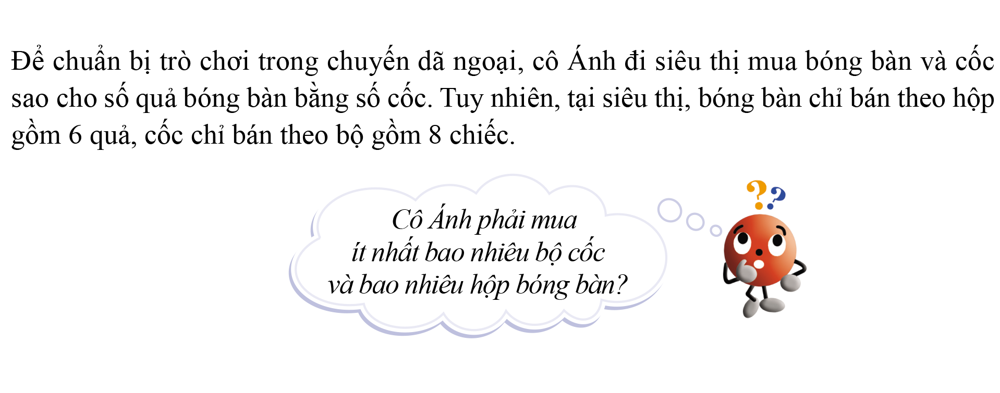 Để chuẩn bị trò chơi trong chuyến dã ngoại, cô Ánh đi siêu thị mua bóng bàn và cốc
sao cho số quả bóng bàn bằng số cốc. Tuy nhiên, tại siêu thị, bóng bàn chỉ bán theo hộp
gồm 6 quả, cốc chỉ bán theo bộ gồm 8 chiếc.
??
Cô Ánh phải mua
ít nhất bao nhiêu bộ cốc
và bao nhiêu hộp bóng bàn?